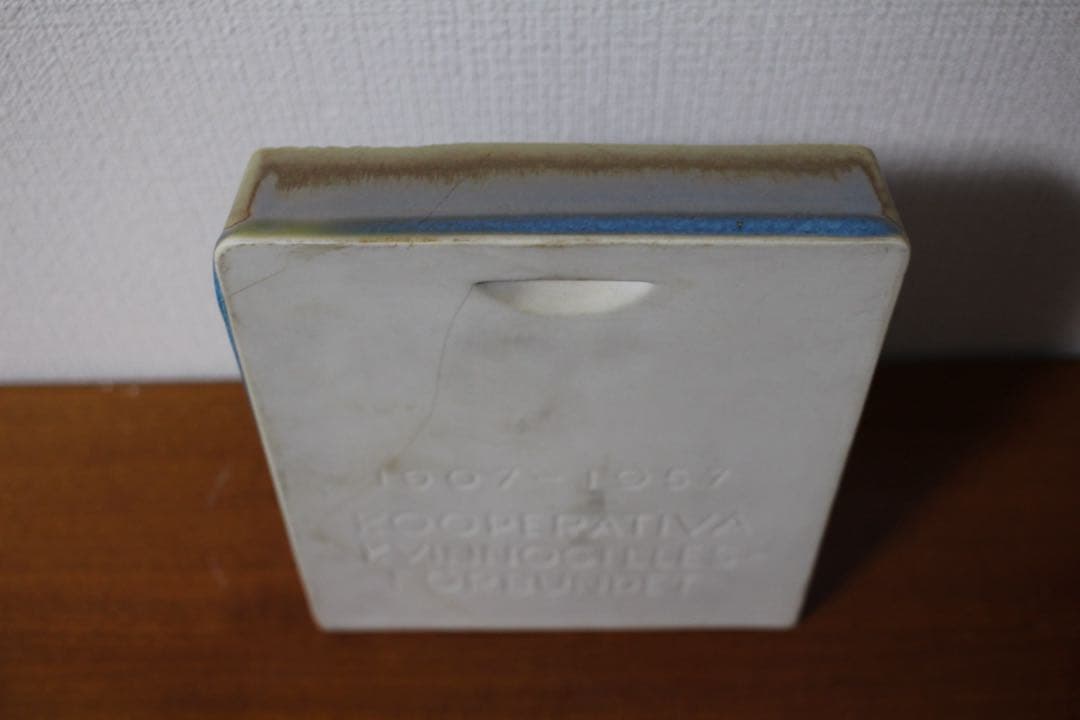 1907-1957
KOOPERATIVA
KVINNOGILLES-
FÖRBUNDET